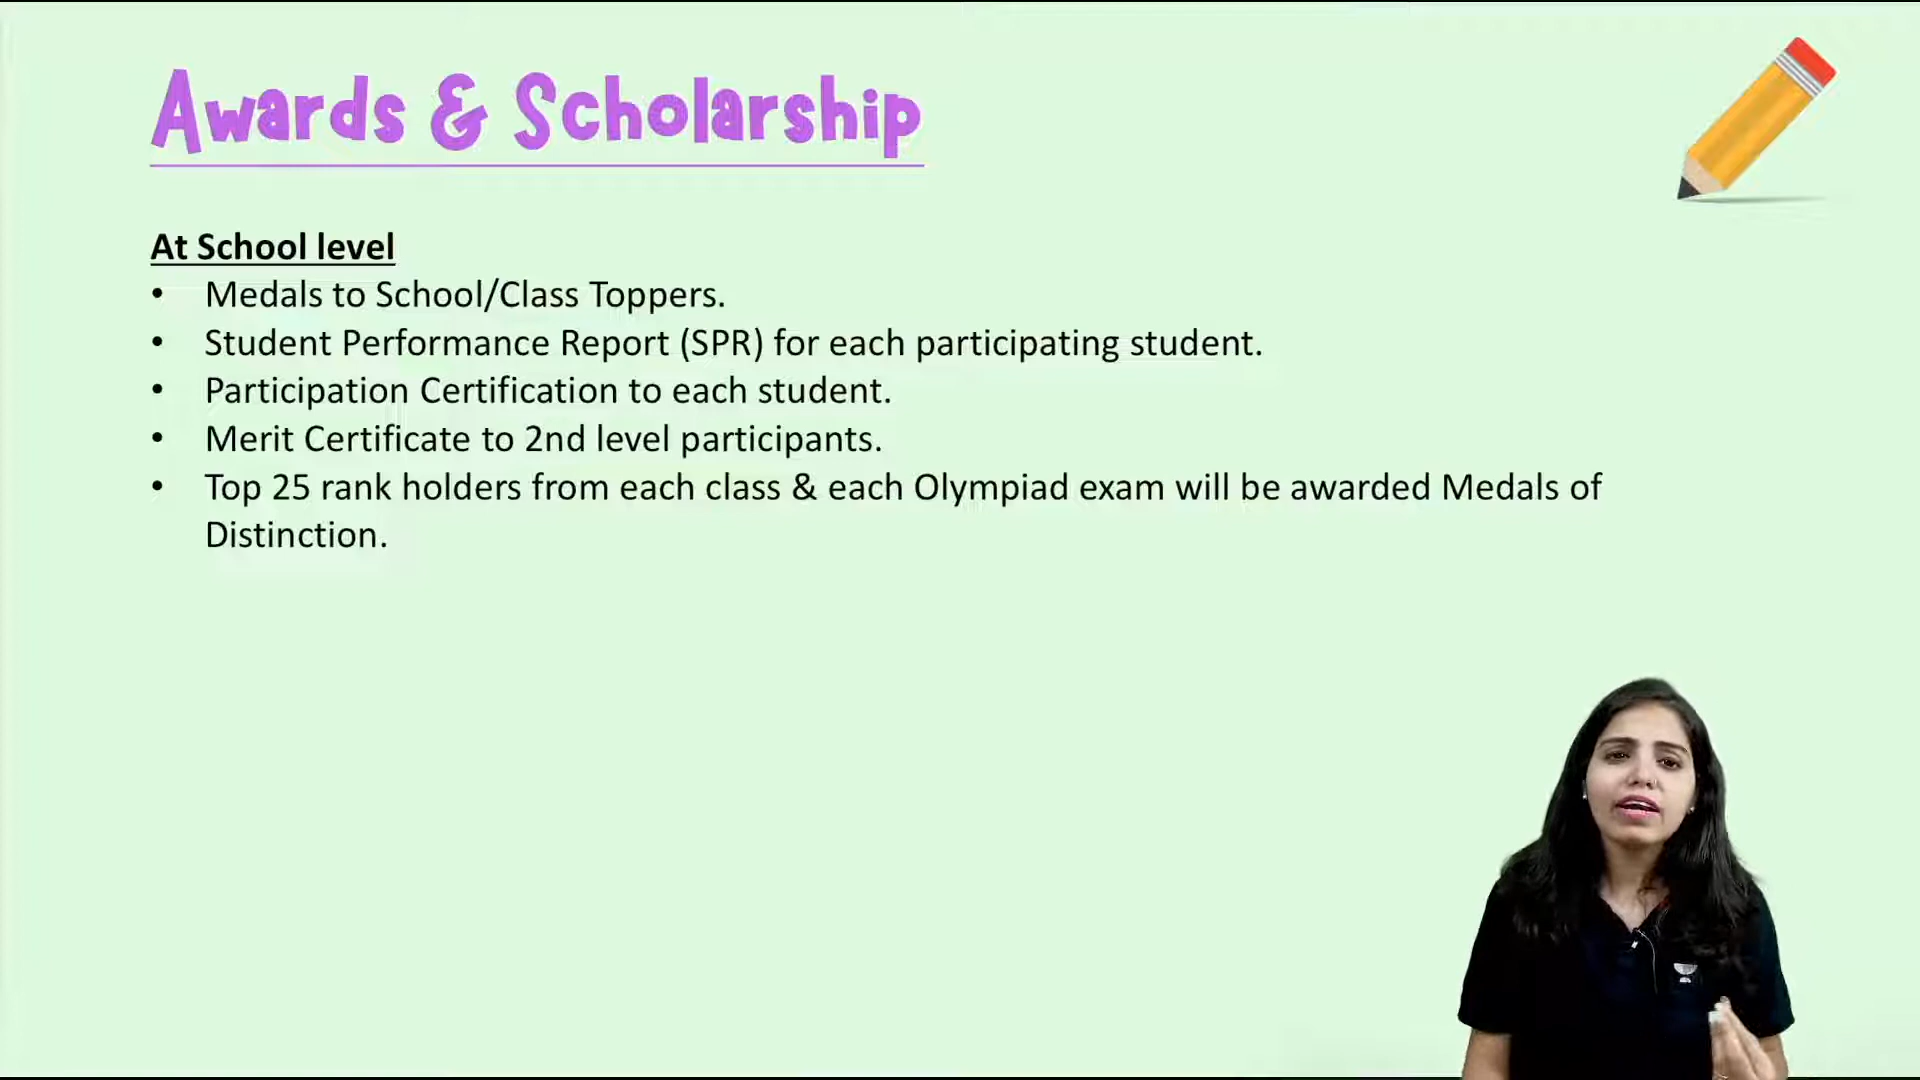 Awards & Scholarship
At School level
• Medals to School/Class Toppers.
• Student Performance Report (SPR) for each participating student.
• Participation Certification to each student.
• Merit Certificate to 2nd level participants.
• Top 25 rank holders from each class & each Olympiad exam will be awarded Medals of
Distinction.